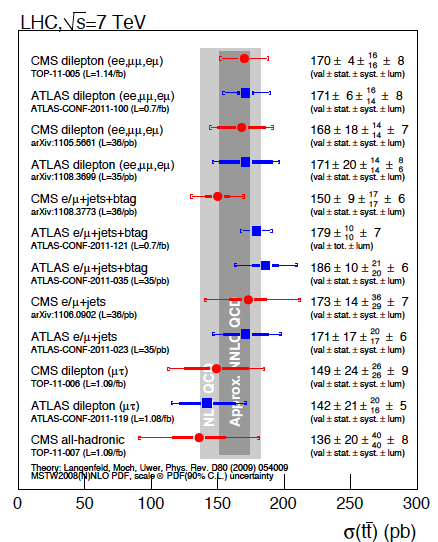 LHC,√s=7 TeV
CMS dilepton (ee,μμ,eμ) 170 ± 4 ± 16 16 ± 8
TOP-11-005 (L=1.14/fb) (val ± stat. ± syst. ± lum)
ATLAS dilepton (ee,μμ,eμ) 171 ± 6 ± 16 14 ± 8
ATLAS-CONF-2011-100 (L=0.7/fb) (val ± stat. ± syst. ± lum)
CMS dilepton (ee,μμ,eμ) 168 ± 18 ± 14 14 ± 7
arXiv:1105.5661 (L=36/pb) (val ± stat. ± syst. ± lum)
ATLAS dilepton (ee,μμ,eμ) 171 ± 20 ± 14 14 ± 8 6
arXiv:1108.3699 (L=35/pb) (val ± stat. ± syst. ± lum)
CMS e/μ+jets+btag 150 ± 9 ± 17 17 ± 6
arXiv:1108.3773 (L=36/pb) (val ± stat. ± syst. ± lum)
ATLAS e/μ+jets+btag 179 ± 10 10 ± 7
ATLAS-CONF-2011-121 (L=0.7/fb) (val ± tot. ± lum)
ATLAS e/μ+jets+btag 186 ± 10 ± 21 20 ± 6
ATLAS-CONF-2011-035 (L=35/pb) (val ± stat. ± syst. ± lum)
CMS e/μ+jets 173 ± 14 ± 36 29 ± 7
arXiv:1106.0902 (L=36/pb) (val ± stat. ± syst. ± lum)
ATLAS e/μ+jets 171 ± 17 ± 20 17 ± 6
ATLAS-CONF-2011-023 (L=35/pb) (val ± stat. ± syst. ± lum)
CMS dilepton (μτ) 149 ± 24 ± 26 26 ± 9
TOP-11-006 (L=1.09/fb) (val ± stat. ± syst. ± lum)
ATLAS dilepton (μτ) 142 ± 21 ± 20 16 ± 5
ATLAS-CONF-2011-119 (L=1.08/fb) (val ± stat. ± syst. ± lum)
CMS all-hadronic 136 ± 20 ± 40 40 ± 8
TOP-11-007 (L=1.09/fb) (val ± stat. ± syst. ± lum)
NLO QCD
Approx. NNLO QCD
Theory: Langenfeld, Moch, Uwer, Phys. Rev. D80 (2009) 054009
MSTW2008(N)NLO PDF, scale ⊗ PDF(90% C.L.) uncertainty
0 50 100 150 200 250 300
σ(tt̄) (pb)